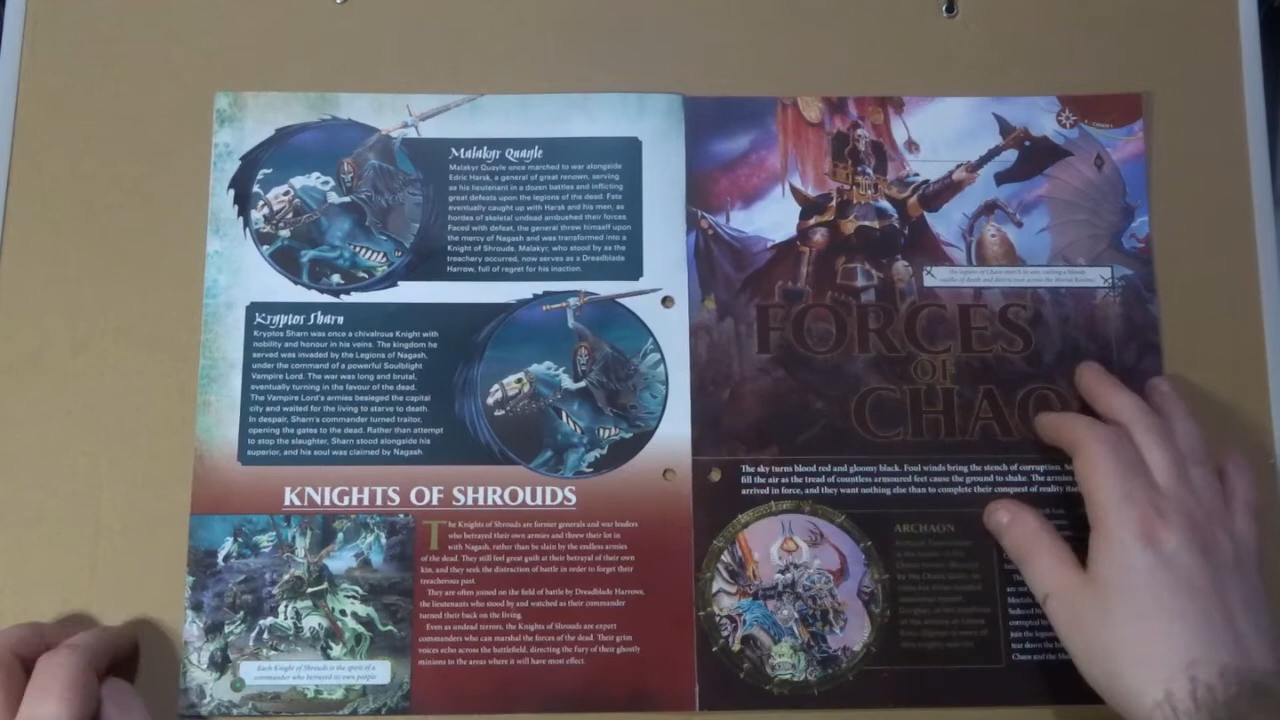 Malakyr Quayle
Malakyr Quayle once marched to war alongside
Edric Harsk, a general of great renown, serving
as his lieutenant in a dozen battles and inflicting
great defeats upon the legions of the dead. Fate
eventually caught up with Harsk and his men, as
hordes of skeletal undead ambushed their forces.
Faced with defeat, the general threw himself upon
the mercy of Nagash and was transformed into a
Knight of Shrouds. Malakyr, who stood by as the
treachery occurred, now serves as a Dreadblade
Harrow, full of regret for his inaction.
Kryptos Sharn
Kryptos Sharn was once a chivalrous Knight with
nobility and honour in his veins. The kingdom he
served was invaded by the Legions of Nagash,
under the command of a powerful Soulblight
Vampire Lord. The war was long and brutal,
eventually turning in the favour of the dead.
The Vampire Lord's armies besieged the capital
city and waited for the living to starve to death.
In despair, Sharn's commander turned traitor,
opening the gates to the dead. Rather than attempt
to stop the slaughter, Sharn stood alongside his
superior, and his soul was claimed by Nagash
KNIGHTS OF SHROUDS
The Knights of Shrouds are former generals and war leaders
who betrayed their own armies and threw their lot in
with Nagash, rather than be slain by the endless armies
of the dead. They still feel great guilt at their betrayal of their own
kin, and they seek the distraction of battle in order to forget their
treacherous past.
They are often joined on the field of battle by Dreadblade Harrows,
the lieutenants who stood by and watched as their commander
turned their back on the living.
Even as undead terrors, the Knights of Shrouds are expert
commanders who can marshal the forces of the dead. Their grim
voices echo across the battlefield, directing the fury of their ghostly
minions to the areas where it will have most effect.
Each Knight of Shrouds is the spirit of a
commander who betrayed its own people
The legions of Chaos march to war, exiling a bloody
of death and destruction across the Mortal Realms
FORCES
OF
CHAO
The sky turns blood red and gloomy black. Foul winds bring the stench of corruption.
fill the air as the tread of countless armoured feet cause the ground to shake. The armies
arrived in force, and they want nothing else than to complete their conquest of reality
ARCHAON